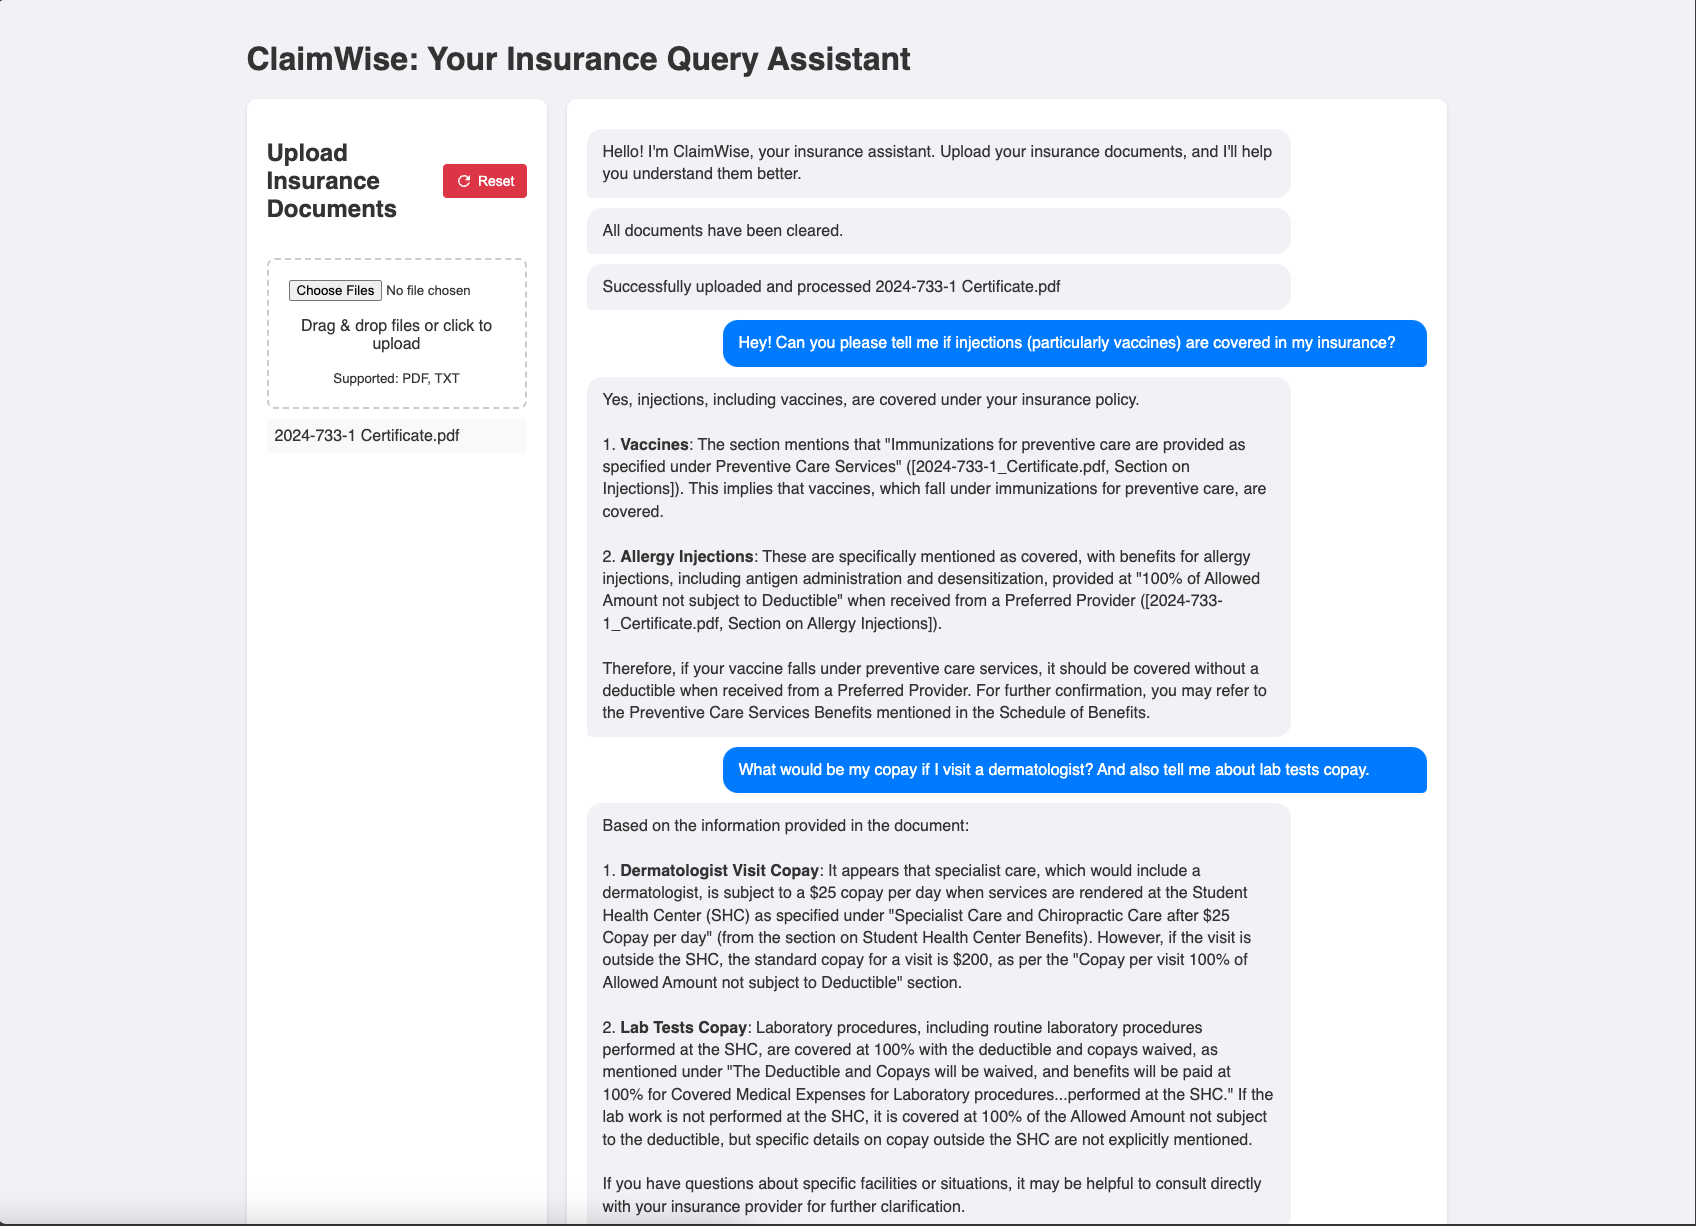 ClaimWise: Your Insurance Query Assistant
Upload
Insurance
Documents
Reset
Choose Files No file chosen
Drag & drop files or click to
upload
Supported: PDF, TXT
2024-733-1 Certificate.pdf
Hello! I'm ClaimWise, your insurance assistant. Upload your insurance documents, and I'll help
you understand them better.
All documents have been cleared.
Successfully uploaded and processed 2024-733-1 Certificate.pdf
Hey! Can you please tell me if injections (particularly vaccines) are covered in my insurance?
Yes, injections, including vaccines, are covered under your insurance policy.
1. Vaccines: The section mentions that "Immunizations for preventive care are provided as
specified under Preventive Care Services" ([2024-733-1_Certificate.pdf, Section on
Injections]). This implies that vaccines, which fall under immunizations for preventive care, are
covered.
2. Allergy Injections: These are specifically mentioned as covered, with benefits for allergy
injections, including antigen administration and desensitization, provided at "100% of Allowed
Amount not subject to Deductible" when received from a Preferred Provider ([2024-733-
1_Certificate.pdf, Section on Allergy Injections]).
Therefore, if your vaccine falls under preventive care services, it should be covered without a
deductible when received from a Preferred Provider. For further confirmation, you may refer to
the Preventive Care Services Benefits mentioned in the Schedule of Benefits.
What would be my copay if I visit a dermatologist? And also tell me about lab tests copay.
Based on the information provided in the document:
1. Dermatologist Visit Copay: It appears that specialist care, which would include a
dermatologist, is subject to a $25 copay per day when services are rendered at the Student
Health Center (SHC) as specified under "Specialist Care and Chiropractic Care after $25
Copay per day" (from the section on Student Health Center Benefits). However, if the visit is
outside the SHC, the standard copay for a visit is $200, as per the "Copay per visit 100% of
Allowed Amount not subject to Deductible" section.
2. Lab Tests Copay: Laboratory procedures, including routine laboratory procedures
performed at the SHC, are covered at 100% with the deductible and copays waived, as
mentioned under "The Deductible and Copays will be waived, and benefits will be paid at
100% for Covered Medical Expenses for Laboratory procedures...performed at the SHC." If the
lab work is not performed at the SHC, it is covered at 100% of the Allowed Amount not subject
to the deductible, but specific details on copay outside the SHC are not explicitly mentioned.
If you have questions about specific facilities or situations, it may be helpful to consult directly
with your insurance provider for further clarification.